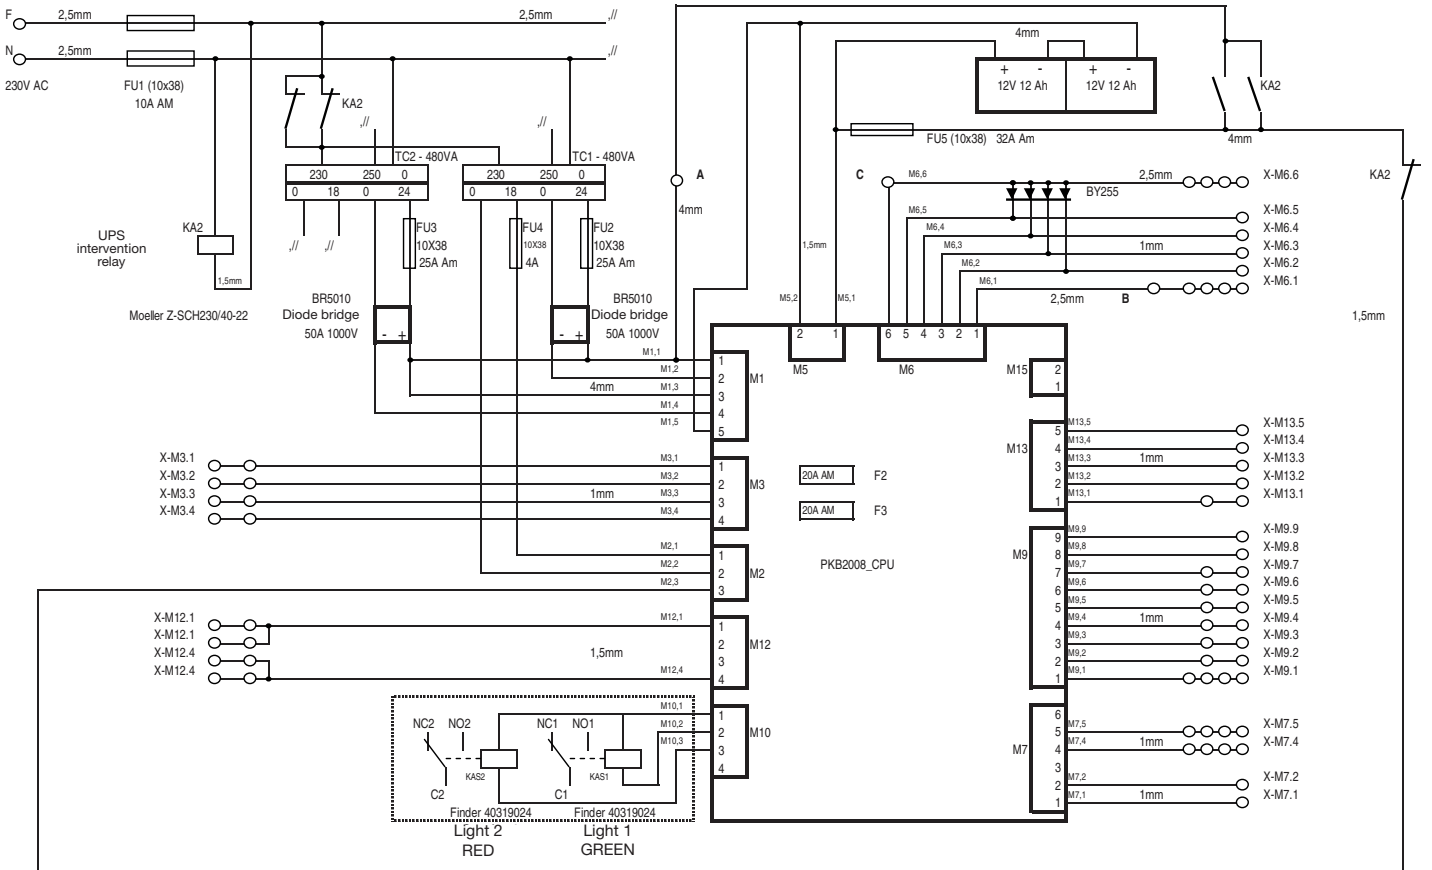 F
2,5mm
2,5mm
,//
N
2,5mm
,//
230V AC
FU1 (10x38)
10A AM
KA2
,//
,//
TC2 - 480VA
TC1 - 480VA
230
250
0
230
250
0
0
18
0
24
0
18
0
24
,//
,//
FU3
10X38
25A Am
FU4
10X38
4A
FU2
10X38
25A Am
UPS
intervention
relay
KA2
1,5mm
Moeller Z-SCH230/40-22
BR5010
Diode bridge
50A 1000V
- +
BR5010
Diode bridge
50A 1000V
- +
A
4mm
4mm
+ - + -
12V 12 Ah
12V 12 Ah
KA2
FU5 (10x38) 32A Am
4mm
KA2
1,5mm
C
M6,6
BY255
2,5mm
X-M6.6
M6,5
X-M6.5
M6,4
X-M6.4
M6,3
1mm
X-M6.3
M6,2
X-M6.2
M6,1
2,5mm
B
X-M6.1
1,5mm
M5,2
M5,1
2 1
M5
6 5 4 3 2 1
M6
M1,1
M1,2
4mm
M1,3
M1,4
M1,5
1
2
3
4
5
M1
M15
2
1
X-M3.1
X-M3.2
X-M3.3
X-M3.4
1mm
M3,1
M3,2
M3,3
M3,4
1
2
3
4
M3
20A AM
F2
20A AM
F3
PKB2008_CPU
M2,1
M2,2
M2,3
1
2
3
M2
X-M12.1
X-M12.1
X-M12.4
X-M12.4
1,5mm
M12,1
M12,4
1
2
3
4
M12
M10,1
M10,2
M10,3
1
2
3
4
M10
NC2
NO2
NC1
NO1
KAS2
KAS1
C2
C1
Finder 40319024
Finder 40319024
Light 2
RED
Light 1
GREEN
M13
5
4
3
2
1
M13,5
M13,4
M13,3
M13,2
M13,1
1mm
X-M13.5
X-M13.4
X-M13.3
X-M13.2
X-M13.1
M9
9
8
7
6
5
4
3
2
1
M9,9
M9,8
M9,7
M9,6
M9,5
M9,4
M9,3
M9,2
M9,1
1mm
X-M9.9
X-M9.8
X-M9.7
X-M9.6
X-M9.5
X-M9.4
X-M9.3
X-M9.2
X-M9.1
M7
6
5
4
3
2
1
M7,5
M7,4
M7,2
M7,1
1mm
1mm
X-M7.5
X-M7.4
X-M7.2
X-M7.1